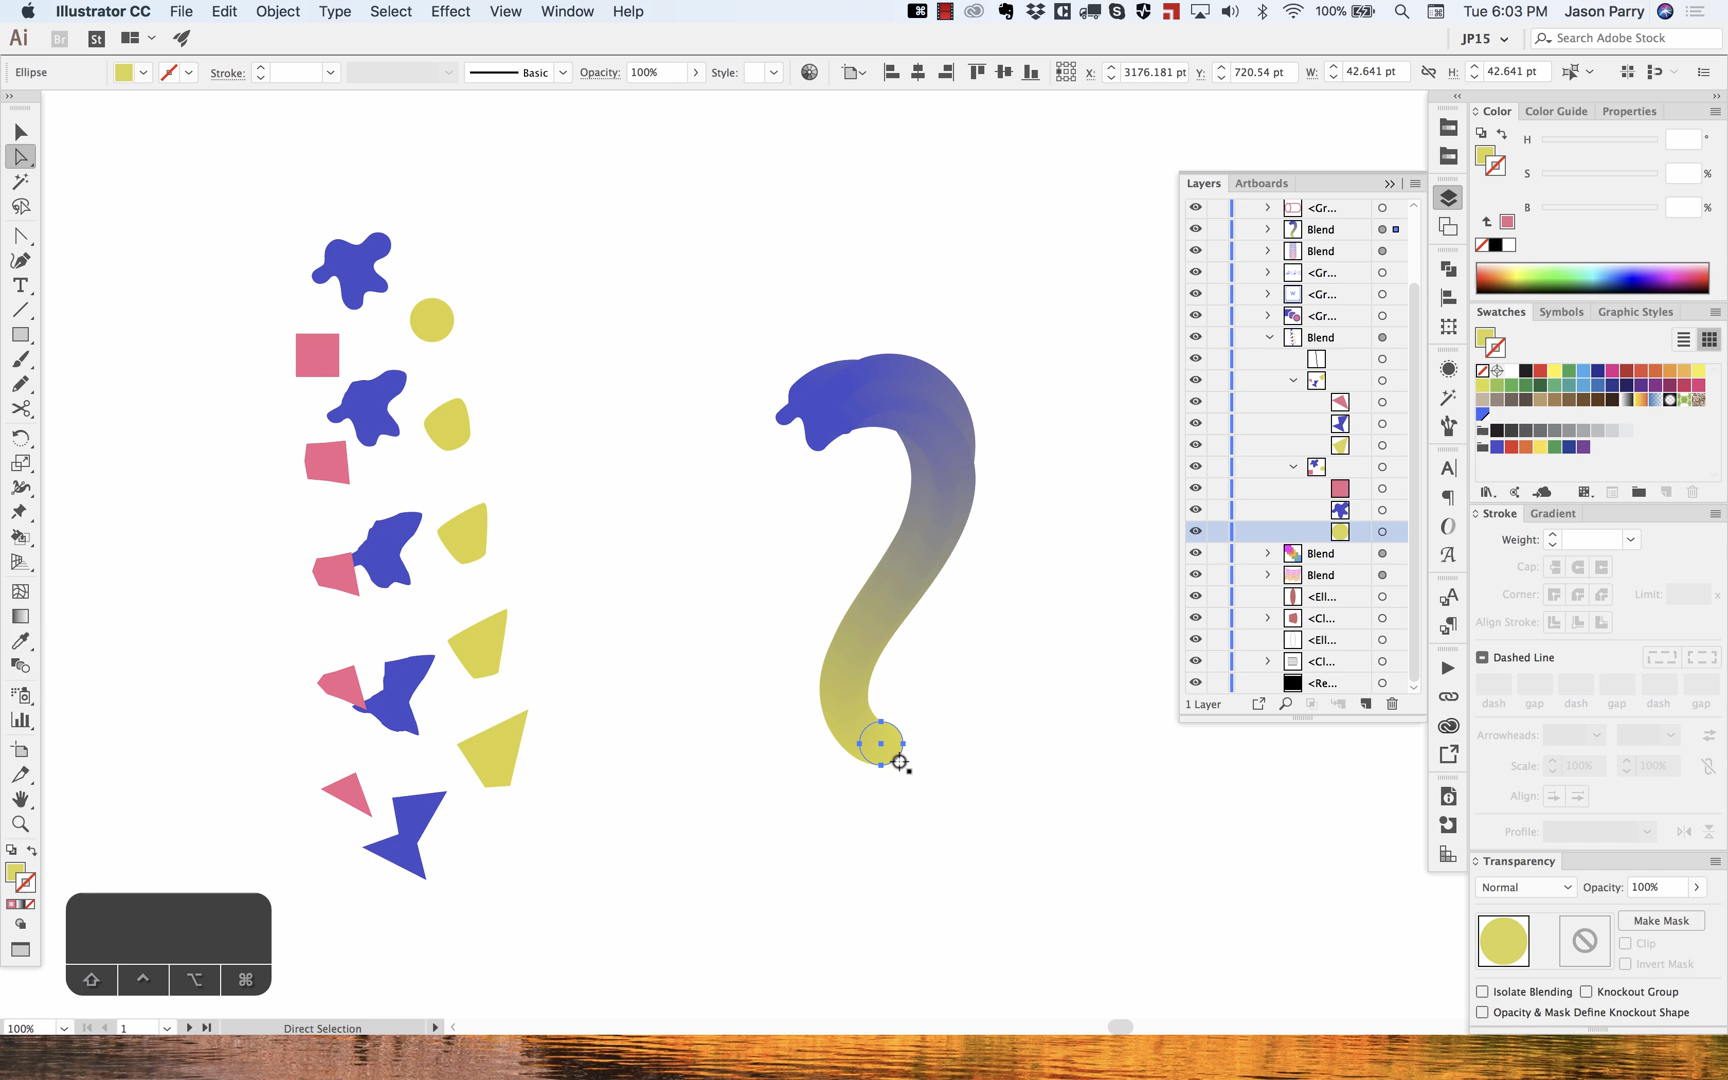 Illustrator CC File Edit Object Type Select Effect View Window Help 100% Tue 6:03 PM Jason Parry
Ai Br St JP15 Search Adobe Stock
Ellipse Stroke: Basic Opacity: 100% Style: X: 3176.181 pt Y: 720.54 pt W: 42.641 pt H: 42.641 pt
Color Color Guide Properties
H °
S %
B %
Layers Artboards
<Gr...
Blend
Blend
<Gr...
<Gr...
<Gr...
Blend
Blend
Blend
<Ell...
<Cl...
<Ell...
<Cl...
<Re...
1 Layer
Swatches Symbols Graphic Styles
Stroke Gradient
Weight:
Cap:
Corner: Limit: x
Align Stroke:
Dashed Line
dash gap dash gap dash gap
Arrowheads:
Scale: 100% 100%
Align:
Profile:
Transparency
Normal Opacity: 100%
Make Mask
Clip
Invert Mask
Isolate Blending Knockout Group
Opacity & Mask Define Knockout Shape
100% 1 Direct Selection